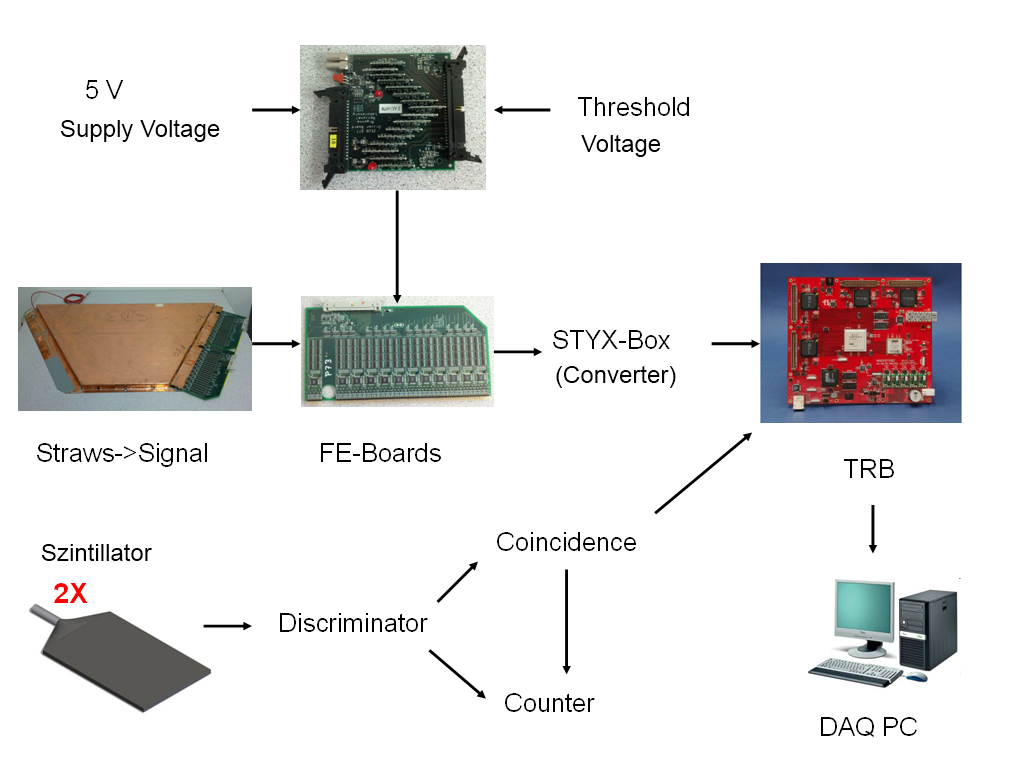 5 V
Supply Voltage
Threshold
Voltage
STYX-Box
(Converter)
P73
Straws->Signal
FE-Boards
TRB
Szintillator
2X
Coincidence
Discriminator
Counter
DAQ PC